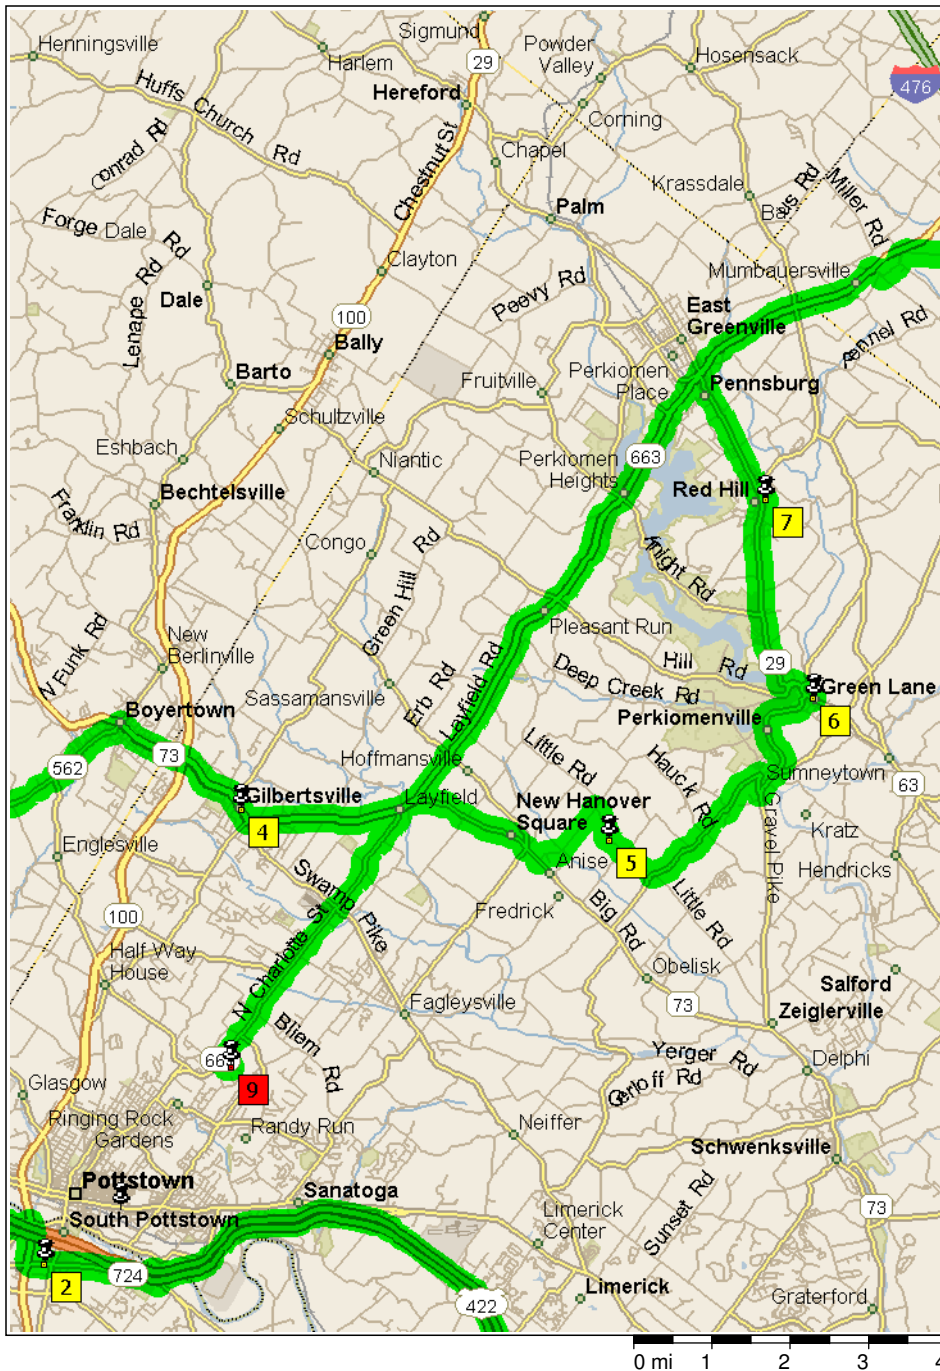 Sigmund
Henningsville
Harlem
29
Powder
Valley
Hosensack
476
Hereford
Huffs Church Rd
Corning
Conrad Rd
Chestnut St
Chapel
Krassdale
Miller Rd
Forge Dale
Palm
Lenape Rd
Rd
Clayton
Mumbauersville
Dale
Peevy Rd
100
East
Greenville
Bally
Perkiomen
Place
Barto
Fruitville
Pennsburg
Schultzville
Eshbach
Niantic
Perkiomen
Heights
663
Bechtelsville
Red Hill
7
Franklin Rd
Congo
Green Hill Rd
Knight Rd
Pleasant Run
N Funk Rd
New
Berlinville
Hill Rd
29
Sassamansville
Erb Rd
Layfield Rd
Deep Creek Rd
Green Lane
Boyertown
Perkiomenville
6
73
562
Hoffmansville
Little Rd
Hauck Rd
Sumneytown
63
Gilbertsville
Layfield
New Hanover
Square
4
5
Kratz
Englesville
Anise
Gravel Pike
Hendricks
Swamp Pike
Fredrick
Big Rd
Little Rd
100
Half Way
House
N Charlotte St
Obelisk
Salford
Fagleysville
73
Zeiglerville
Bliem Rd
66
9
Yerger Rd
Delphi
Glasgow
Gerloff Rd
Ringing Rock
Gardens
Randy Run
Neiffer
Schwenksville
Pottstown
Sanatoga
Sunset Rd
73
South Pottstown
Limerick
Center
2
724
Limerick
422
Graterford
0 mi 1 2 3 4